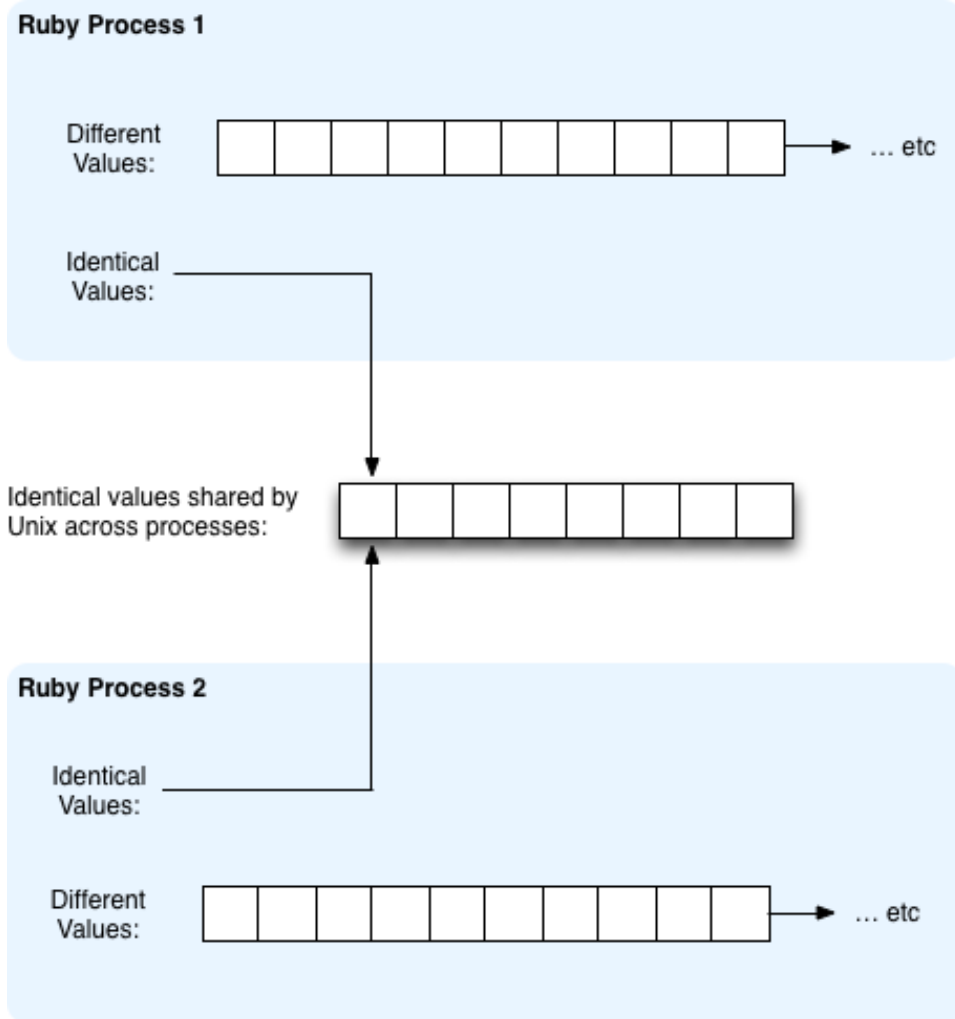 Ruby Process 1
Different
Values:
... etc
Identical
Values:
Identical values shared by
Unix across processes:
Ruby Process 2
Identical
Values:
Different
Values:
... etc